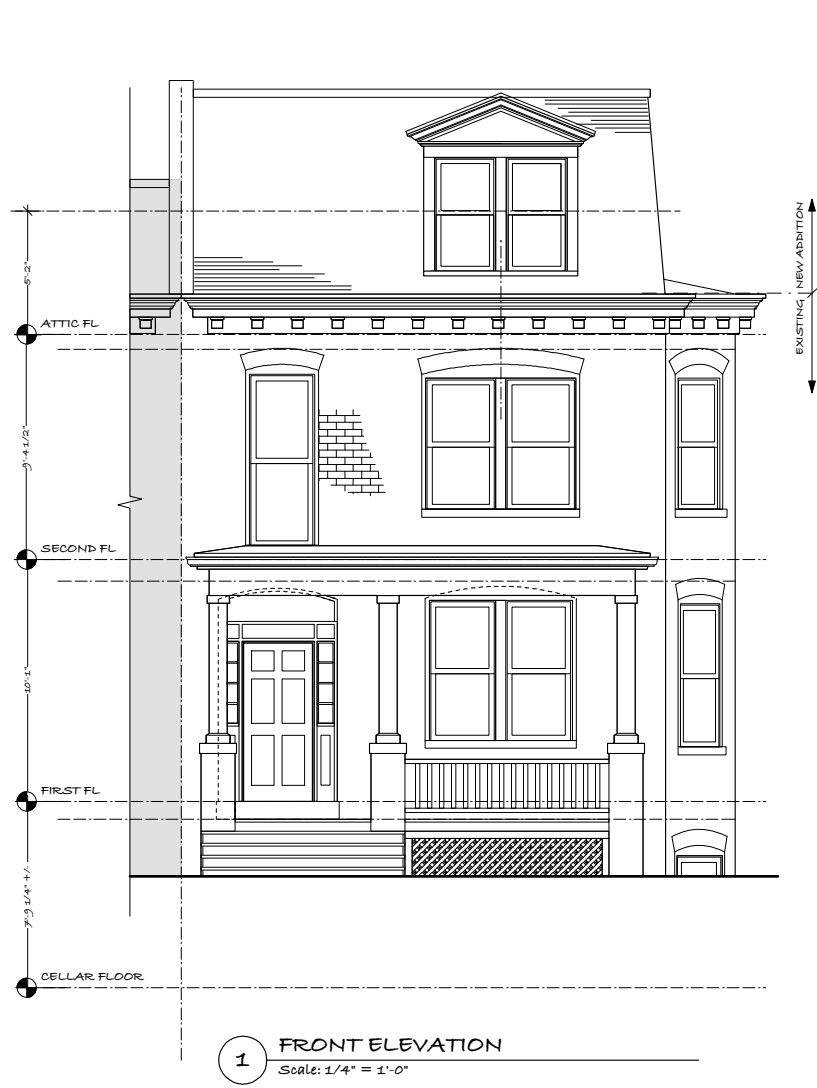 NEW ADDITION
EXISTING
5'-2"
ATTIC FL
9'-4 1/2"
SECOND FL
10'-1"
FIRST FL
7'-9 1/4" +/-
CELLAR FLOOR
1
FRONT ELEVATION
Scale: 1/4" = 1'-0"